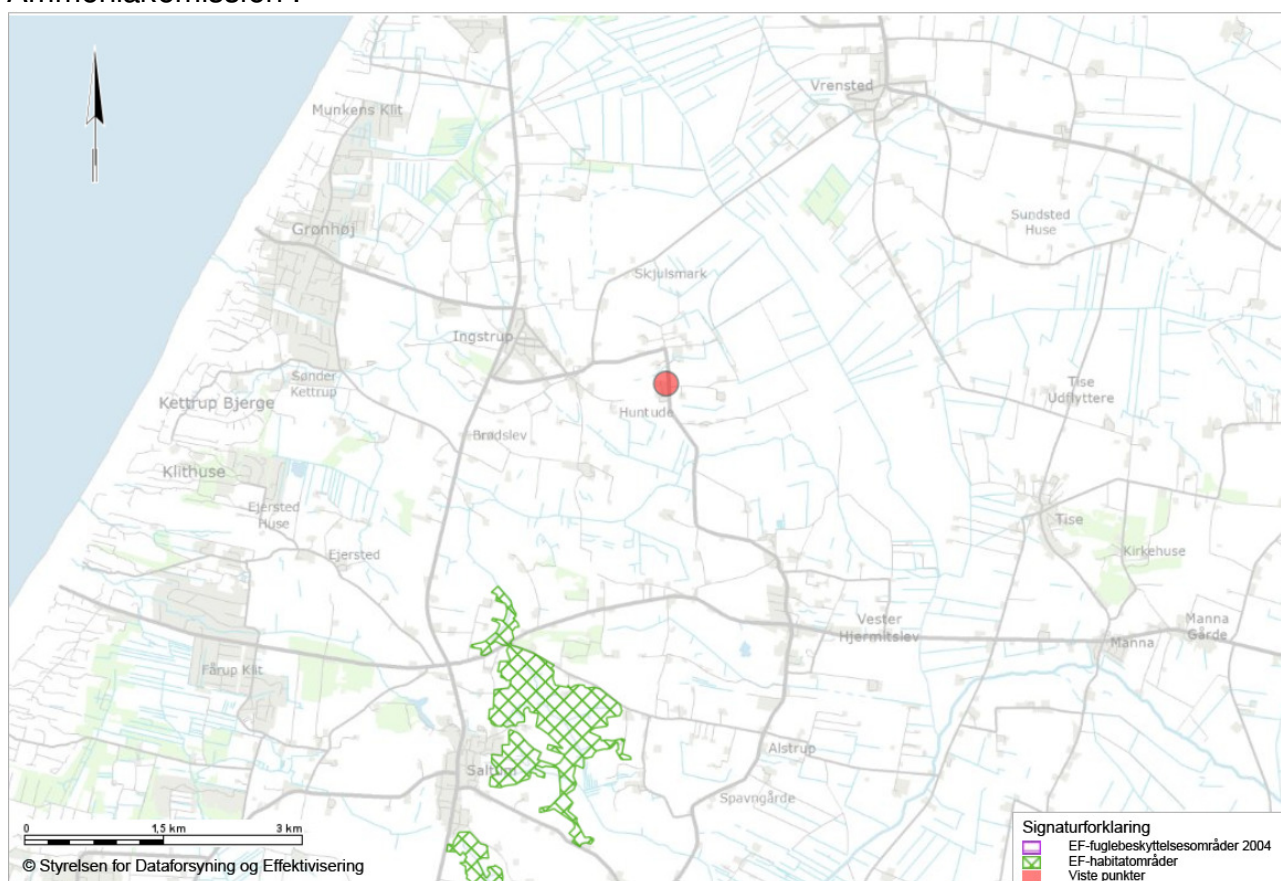 Ammoniakemission :
Vrensted
Munkens Klit
Sundsted
Huse
Grønhøj
Skjulsmark
Ingstrup
Sønder
Kettrup
Tise
Udflyttere
Kettrup Bjerge
Huntude
Brødslev
Klithuse
Ejersted
Huse
Tise
Ejersted
Kirkehuse
Vester
Hjermitslev
Manna
Gårde
Manna
Fårup Klit
Alstrup
Saltum
Spavngårde
0 1,5 km 3 km
© Styrelsen for Dataforsyning og Effektivisering
Signaturforklaring
EF-fuglebeskyttelsesområder 2004
EF-habitatområder
Viste punkter